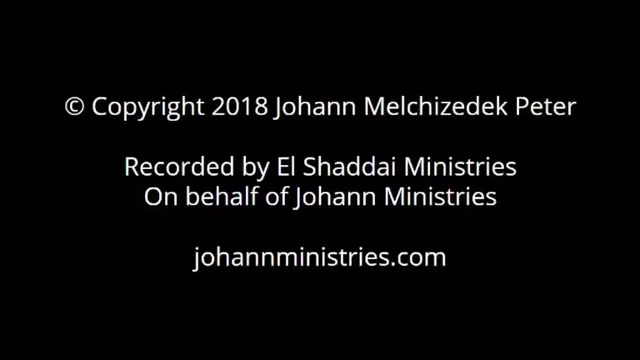 © Copyright 2018 Johann Melchizedek Peter
Recorded by El Shaddai Ministries
On behalf of Johann Ministries
johannministries.com